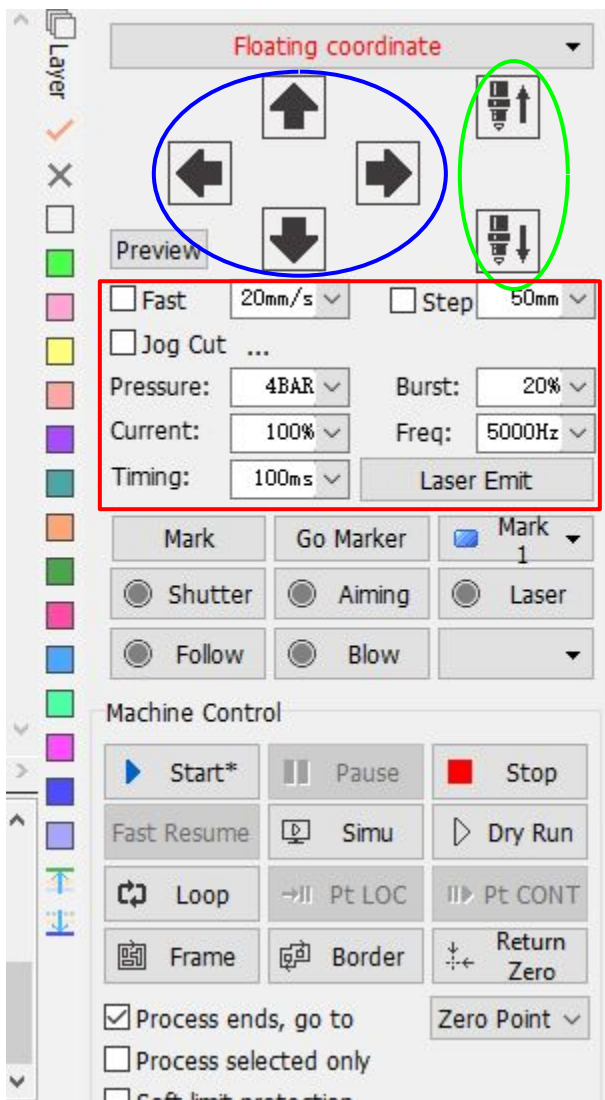 Layer
Floating coordinate
Preview
Fast 20mm/s Step 50mm
Jog Cut ...
Pressure: 4BAR Burst: 20%
Current: 100% Freq: 5000Hz
Timing: 100ms Laser Emit
Mark Go Marker Mark 1
Shutter Aiming Laser
Follow Blow
Machine Control
Start* Pause Stop
Fast Resume Simu Dry Run
Loop Pt LOC Pt CONT
Frame Border Return Zero
Process ends, go to Zero Point
Process selected only
Soft limit protection